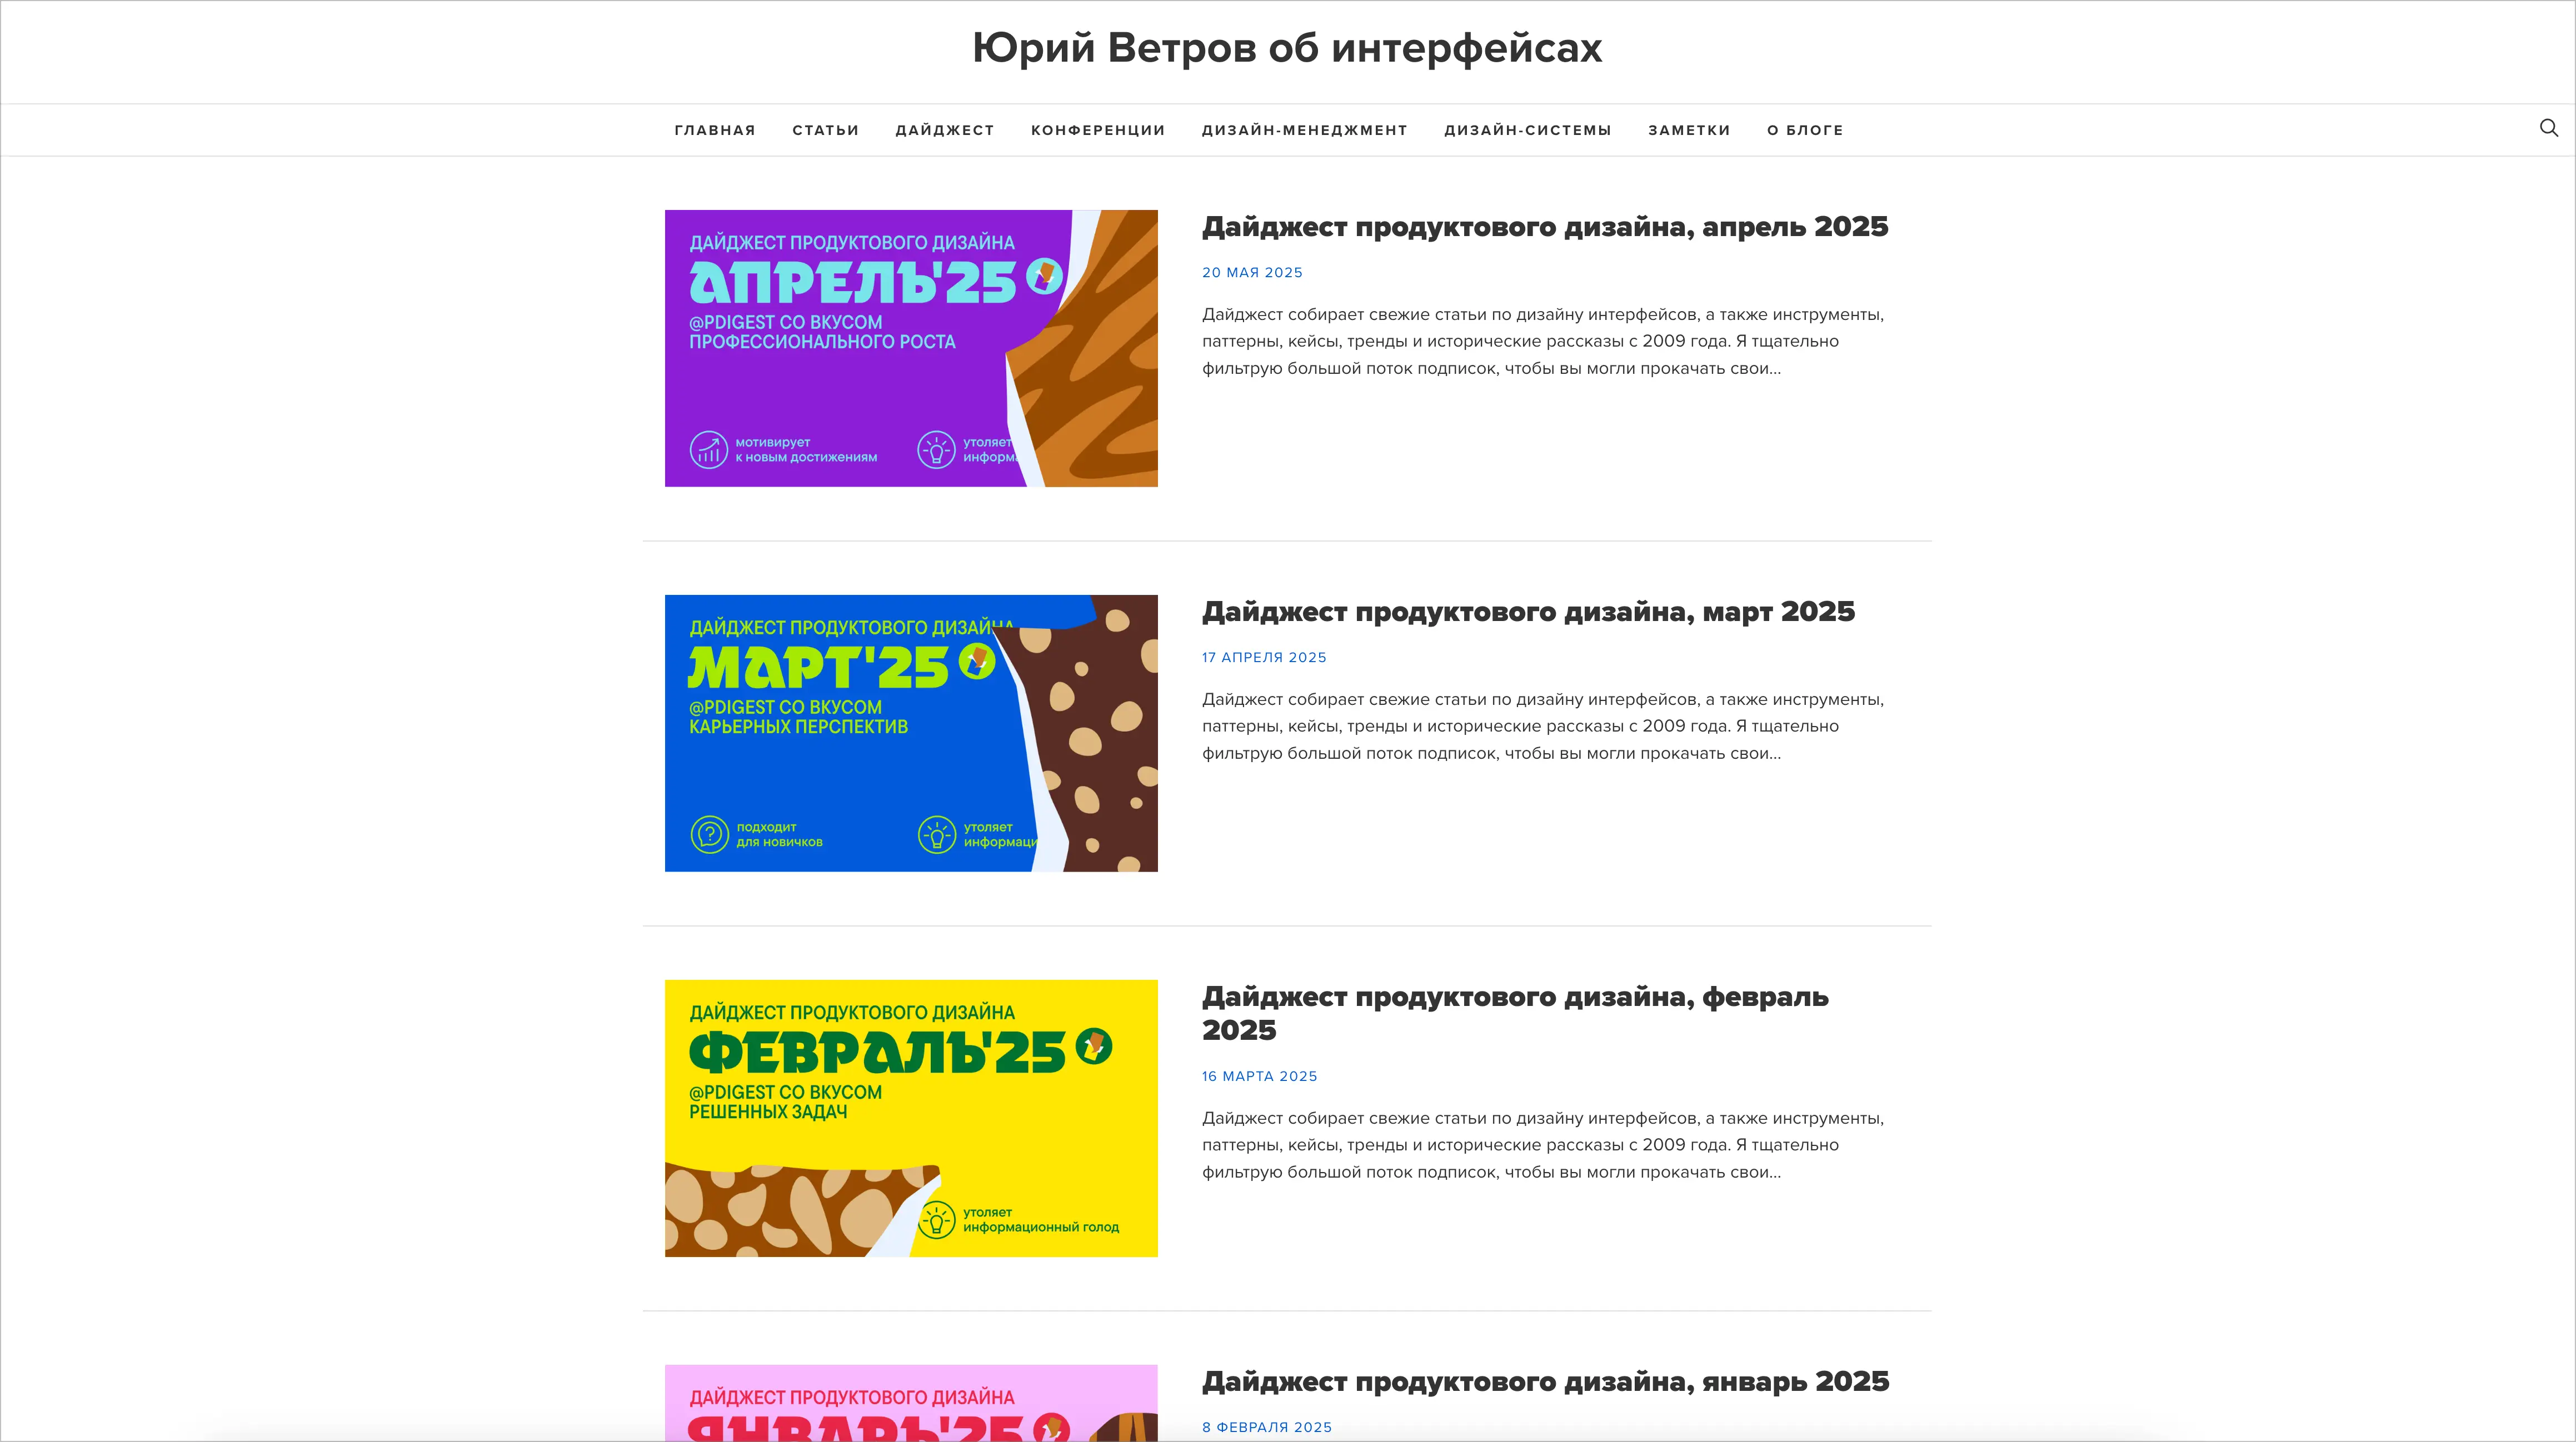 Юрий Ветров об интерфейсах
ГЛАВНАЯ СТАТЬИ ДАЙДЖЕСТ КОНФЕРЕНЦИИ ДИЗАЙН-МЕНЕДЖМЕНТ ДИЗАЙН-СИСТЕМЫ ЗАМЕТКИ О БЛОГЕ
ДАЙДЖЕСТ ПРОДУКТОВОГО ДИЗАЙНА
АПРЕЛЬ'25
@PDIGEST СО ВКУСОМ
ПРОФЕССИОНАЛЬНОГО РОСТА
мотивирует
к новым достижениям
утоляет
информа
Дайджест продуктового дизайна, апрель 2025
20 МАЯ 2025
Дайджест собирает свежие статьи по дизайну интерфейсов, а также инструменты,
паттерны, кейсы, тренды и исторические рассказы с 2009 года. Я тщательно
фильтрую большой поток подписок, чтобы вы могли прокачать свои...
ДАЙДЖЕСТ ПРОДУКТОВОГО ДИЗАЙНА
МАРТ'25
@PDIGEST СО ВКУСОМ
КАРЬЕРНЫХ ПЕРСПЕКТИВ
подходит
для новичков
утоляет
информаци
Дайджест продуктового дизайна, март 2025
17 АПРЕЛЯ 2025
Дайджест собирает свежие статьи по дизайну интерфейсов, а также инструменты,
паттерны, кейсы, тренды и исторические рассказы с 2009 года. Я тщательно
фильтрую большой поток подписок, чтобы вы могли прокачать свои...
ДАЙДЖЕСТ ПРОДУКТОВОГО ДИЗАЙНА
ФЕВРАЛЬ'25
@PDIGEST СО ВКУСОМ
РЕШЕННЫХ ЗАДАЧ
утоляет
информационный голод
Дайджест продуктового дизайна, февраль
2025
16 МАРТА 2025
Дайджест собирает свежие статьи по дизайну интерфейсов, а также инструменты,
паттерны, кейсы, тренды и исторические рассказы с 2009 года. Я тщательно
фильтрую большой поток подписок, чтобы вы могли прокачать свои...
ДАЙДЖЕСТ ПРОДУКТОВОГО ДИЗАЙНА
ЯНВАРЬ'25
Дайджест продуктового дизайна, январь 2025
8 ФЕВРАЛЯ 2025